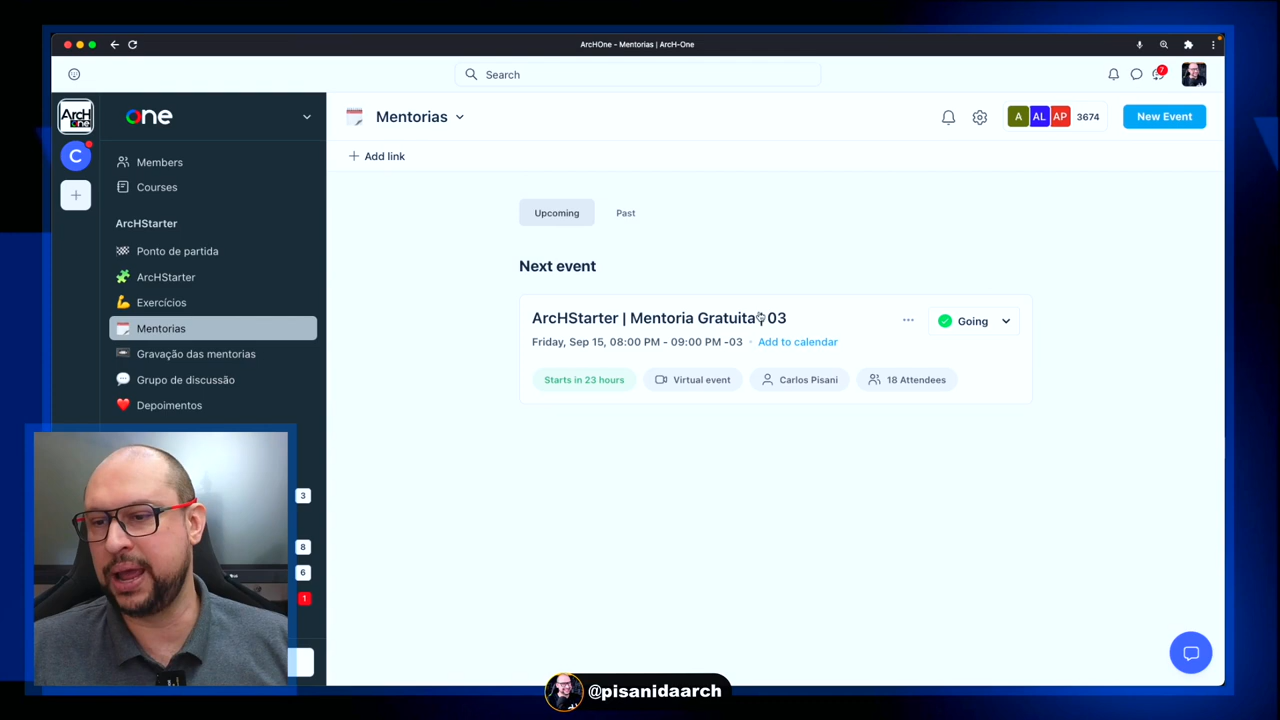 ArcHOne - Mentorias | ArcH-One
Search
7
ArcH
One
one
Mentorias
A
AL
AP
3674
New Event
C
Members
Add link
Courses
Upcoming
Past
ArcHStarter
Ponto de partida
Next event
ArcHStarter
Exercícios
ArcHStarter | Mentoria Gratuita 03
Going
Mentorias
Friday, Sep 15, 08:00 PM - 09:00 PM -03
Add to calendar
Gravação das mentorias
Starts in 23 hours
Virtual event
Carlos Pisani
18 Attendees
Grupo de discussão
Depoimentos
3
8
6
1
@pisanidaarch